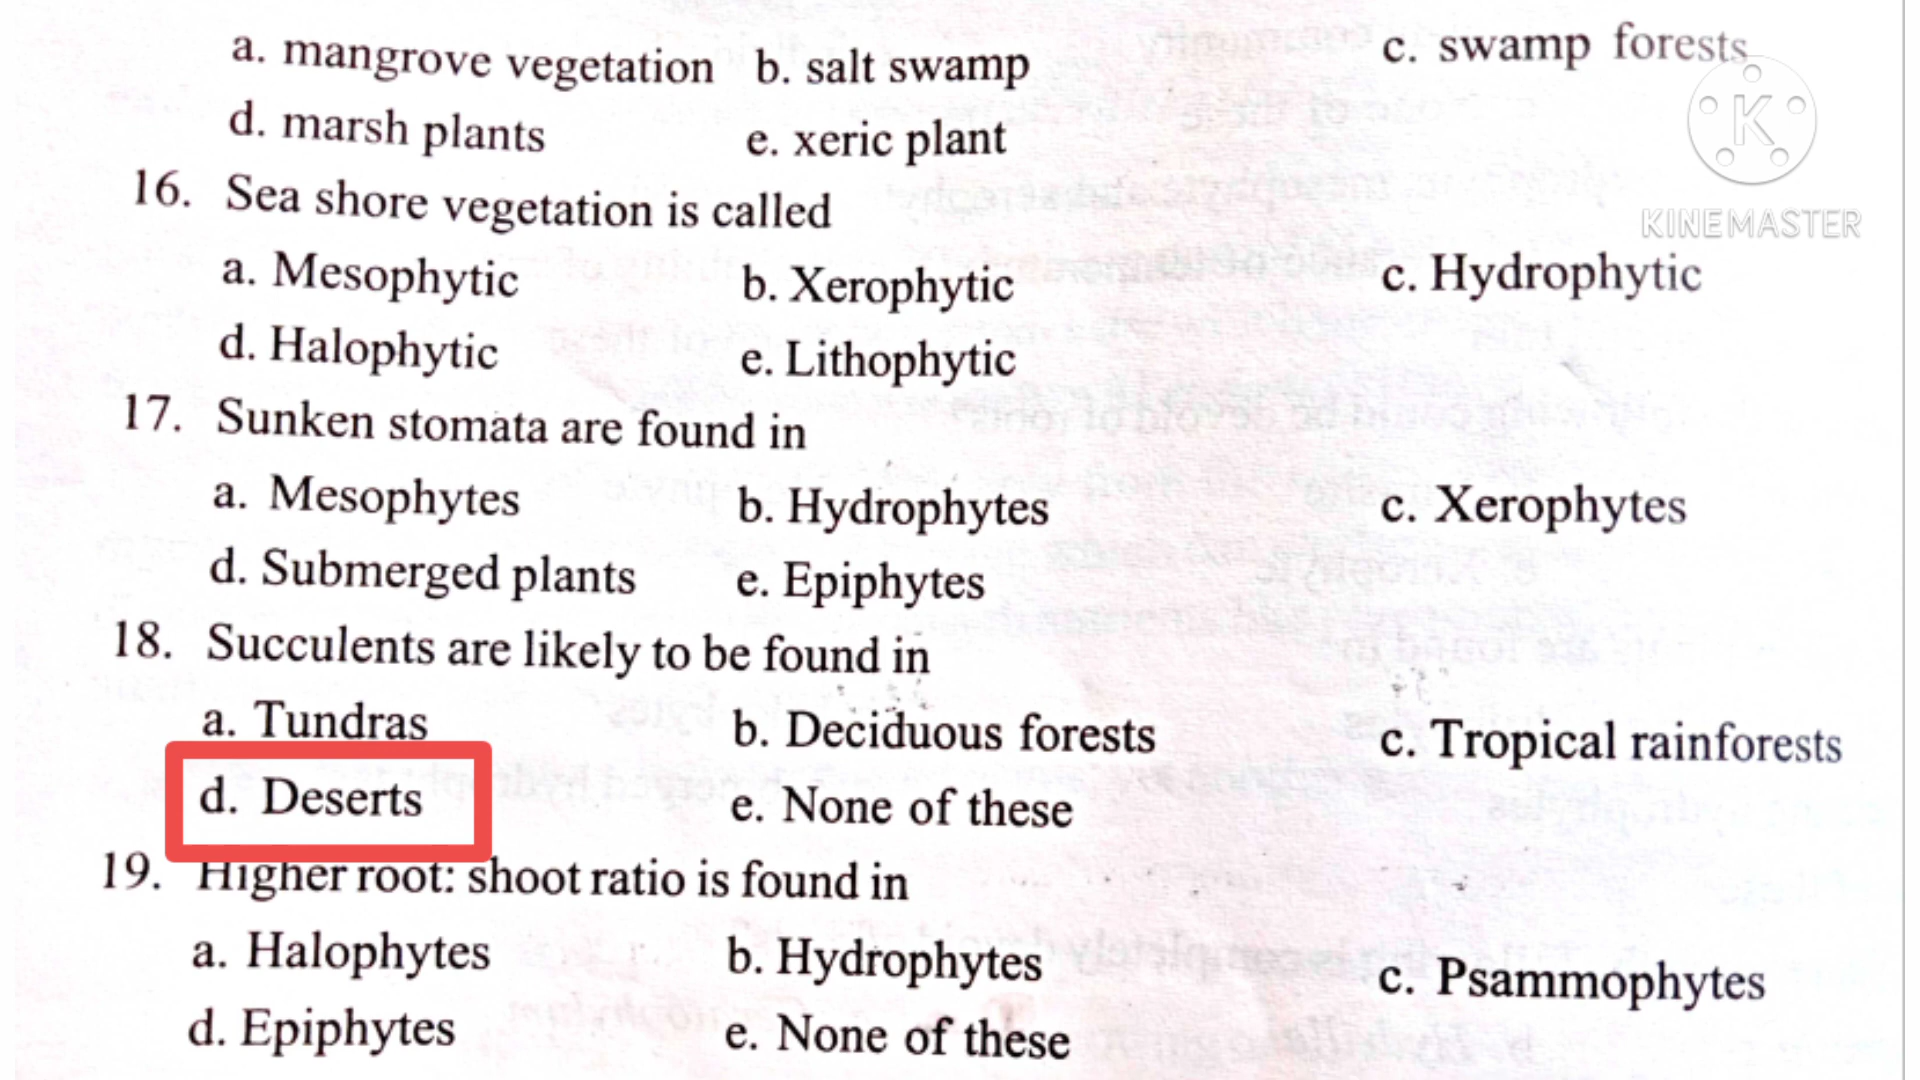 a. mangrove vegetation b. salt swamp c. swamp forests
d. marsh plants e. xeric plant
KINEMASTER
16. Sea shore vegetation is called
a. Mesophytic b. Xerophytic c. Hydrophytic
d. Halophytic e. Lithophytic
17. Sunken stomata are found in
a. Mesophytes b. Hydrophytes c. Xerophytes
d. Submerged plants e. Epiphytes
18. Succulents are likely to be found in
a. Tundras b. Deciduous forests c. Tropical rainforests
d. Deserts e. None of these
19. Higher root: shoot ratio is found in
a. Halophytes b. Hydrophytes c. Psammophytes
d. Epiphytes e. None of these